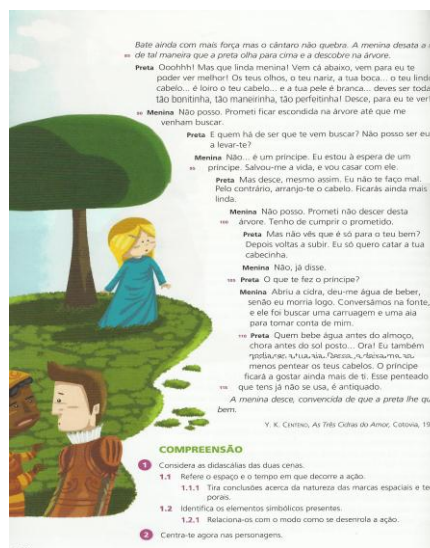 Bate ainda com mais força mas o cântaro não quebra. A menina desata a
90 de tal maneira que a preta olha para cima e a descobre na árvore.
Preta Ooohhh! Mas que linda menina! Vem cá abaixo, vem para eu te
poder ver melhor! Os teus olhos, o teu nariz, a tua boca... o teu lindo
cabelo... é loiro o teu cabelo... e a tua pele é branca... deves ser toda
tão bonitinha, tão maneirinha, tão perfeitinha! Desce, para eu te ver!
Menina Não posso. Prometi ficar escondida na árvore até que me
venham buscar.
Preta E quem há de ser que te vem buscar? Não posso ser eu
a levar-te?
Menina Não... é um príncipe. Eu estou à espera de um
príncipe. Salvou-me a vida, e vou casar com ele.
Preta Mas desce, mesmo assim. Eu não te faço mal.
Pelo contrário, arranjo-te o cabelo. Ficarás ainda mais
linda.
Menina Não posso. Prometi não descer desta
100 árvore. Tenho de cumprir o prometido.
Preta Mas não vês que é só para o teu bem?
Depois voltas a subir. Eu só quero catar a tua
cabecinha.
Menina Não, já disse.
105 Preta O que te fez o príncipe?
Menina Abriu a cidra, deu-me água de beber,
senão eu morria logo. Conversámos na fonte,
e ele foi buscar uma carruagem e uma aia
para tomar conta de mim.
110 Preta Quem bebe água antes do almoço,
chora antes do sol posto... Ora! Eu também
menos pentear os teus cabelos. O príncipe
ficará a gostar ainda mais de ti. Esse penteado
115 que tens já não se usa, é antiquado.
A menina desce, convencida de que a preta lhe qu
bem.
Y. K. CENTENO, As Três Cidras do Amor, Cotovia, 19
COMPREENSÃO
1 Considera as didascálias das duas cenas.
1.1 Refere o espaço e o tempo em que decorre a ação.
1.1.1 Tira conclusões acerca da natureza das marcas espaciais e te
porais.
1.2 Identifica os elementos simbólicos presentes.
1.2.1 Relaciona-os com o modo como se desenrola a ação.
2 Centra-te agora nas personagens.